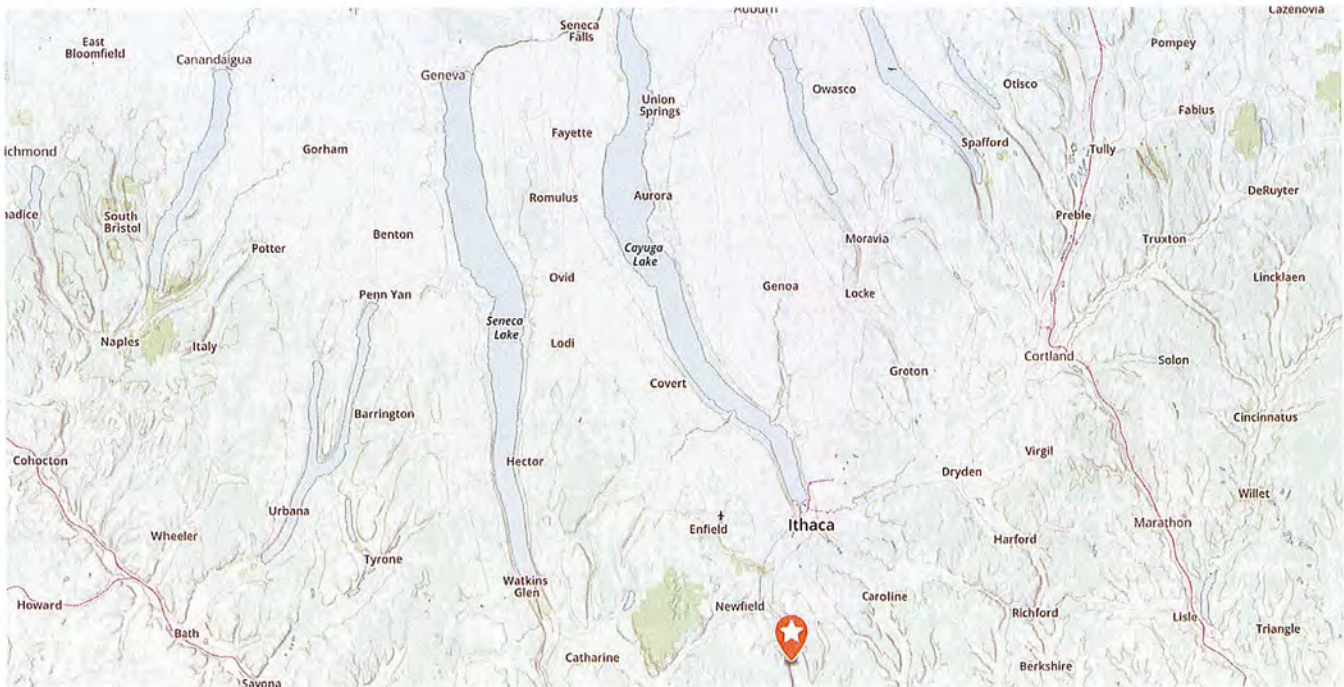 Auburn
Cazenovia
East
Bloomfield
Canandaigua
Seneca
Falls
Pompey
Geneva
Owasco
Otisco
Union
Springs
Fabius
Fayette
Spafford
Tully
ichmond
Gorham
DeRuyter
Romulus
Aurora
adice
South
Bristol
Preble
Benton
Potter
Moravia
Truxton
Cayuga
Lake
Ovid
Genoa
Locke
Lincklaen
Penn Yan
Seneca
Lake
Naples
Italy
Lodi
Cortland
Solon
Groton
Covert
Barrington
Cincinnatus
Cohocton
Hector
Virgil
Dryden
Willet
Urbana
Enfield
Ithaca
Marathon
Wheeler
Harford
Tyrone
Watkins
Glen
Caroline
Howard
Newfield
Richford
Lisle
Bath
Triangle
Catharine
Berkshire
Savona